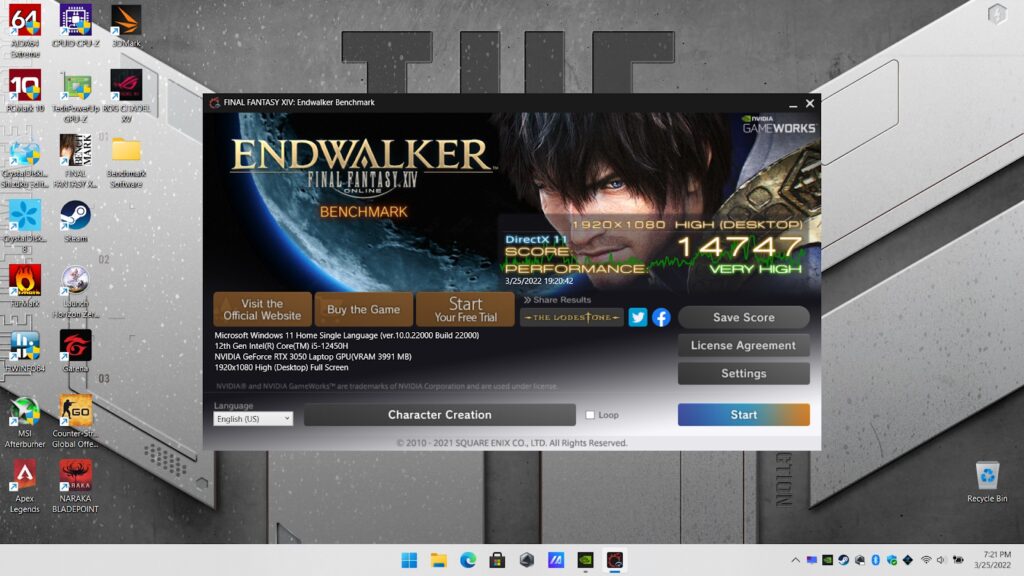 THE
AIDA64 Extreme
CPUID CPU-Z
3DMark
PCMark 10
TechPowerUp GPU-Z
ROG CITADEL XV
01
CrystalDiskI...
Shizuku Edit...
FINAL FANTASY X...
Benchmark Software
CrystalDisk...
8
Steam
02
FurMark
Launch Horizon Ze...
HWiNFO64
Garena
03
MSI Afterburner
Counter-Str... Global Offe...
Apex Legends
NARAKA BLADEPOINT
FINAL FANTASY XIV: Endwalker Benchmark
NVIDIA
GAMEWORKS
ENDWALKER
FINAL FANTASY XIV
ONLINE
BENCHMARK
1920x1080 HIGH (DESKTOP)
DirectX 11
SCORE: 14747
PERFORMANCE: VERY HIGH
3/25/2022 19:20:42
Visit the Official Website
Buy the Game
Start Your Free Trial
Share Results
THE LODESTONE
Save Score
License Agreement
Settings
Microsoft Windows 11 Home Single Language (ver.10.0.22000 Build 22000)
12th Gen Intel(R) Core(TM) i5-12450H
NVIDIA GeForce RTX 3050 Laptop GPU(VRAM 3991 MB)
1920x1080 High (Desktop) Full Screen
NVIDIA® and NVIDIA GameWorks™ are trademarks of NVIDIA Corporation and are used under license.
Language
English (US)
Character Creation
Loop
Start
© 2010 - 2021 SQUARE ENIX CO., LTD. All Rights Reserved.
Recycle Bin
7:21 PM
3/25/2022